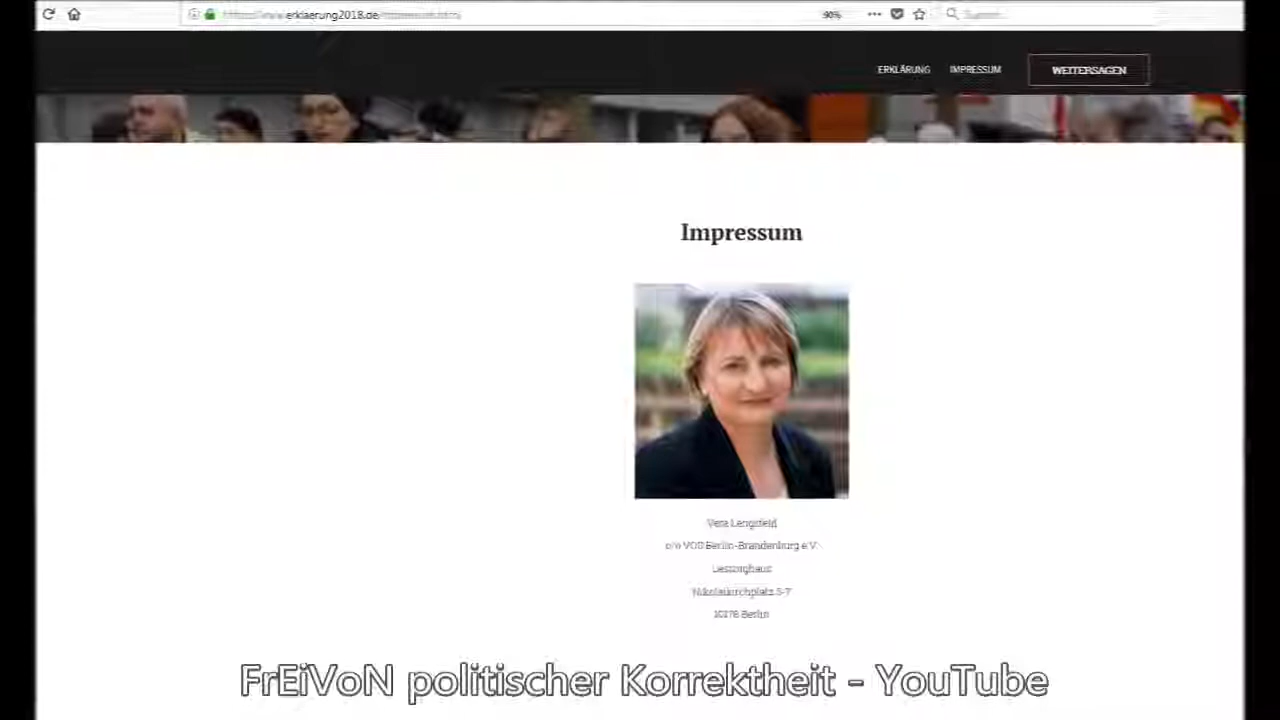 erklaerung2018.de
90%
ERKLÄRUNG IMPRESSUM WEITERSAGEN
Impressum
Vera Lengsfeld
c/o VOS Berlin-Brandenburg e.V.
Lessinghaus
Nikolaikirchplatz 5-7
10178 Berlin
FrEiVoN politischer Korrektheit - YouTube